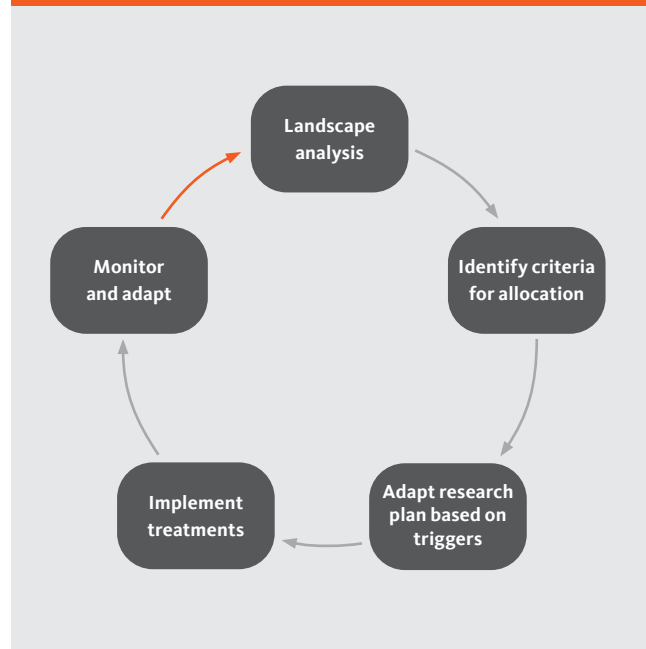 Landscape
analysis
Identify criteria
for allocation
Adapt research
plan based on
triggers
Implement
treatments
Monitor
and adapt